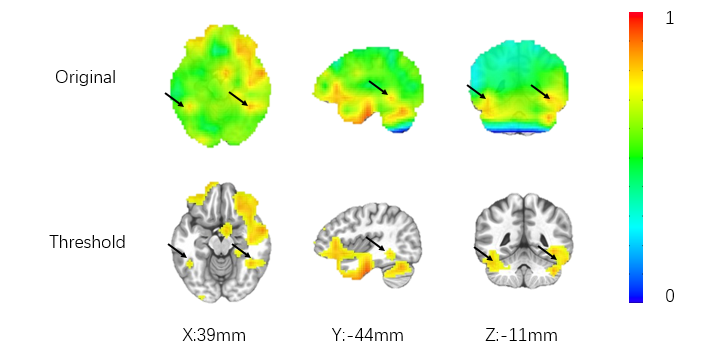 Original
1
Threshold
0
X:39mm
Y:-44mm
Z:-11mm